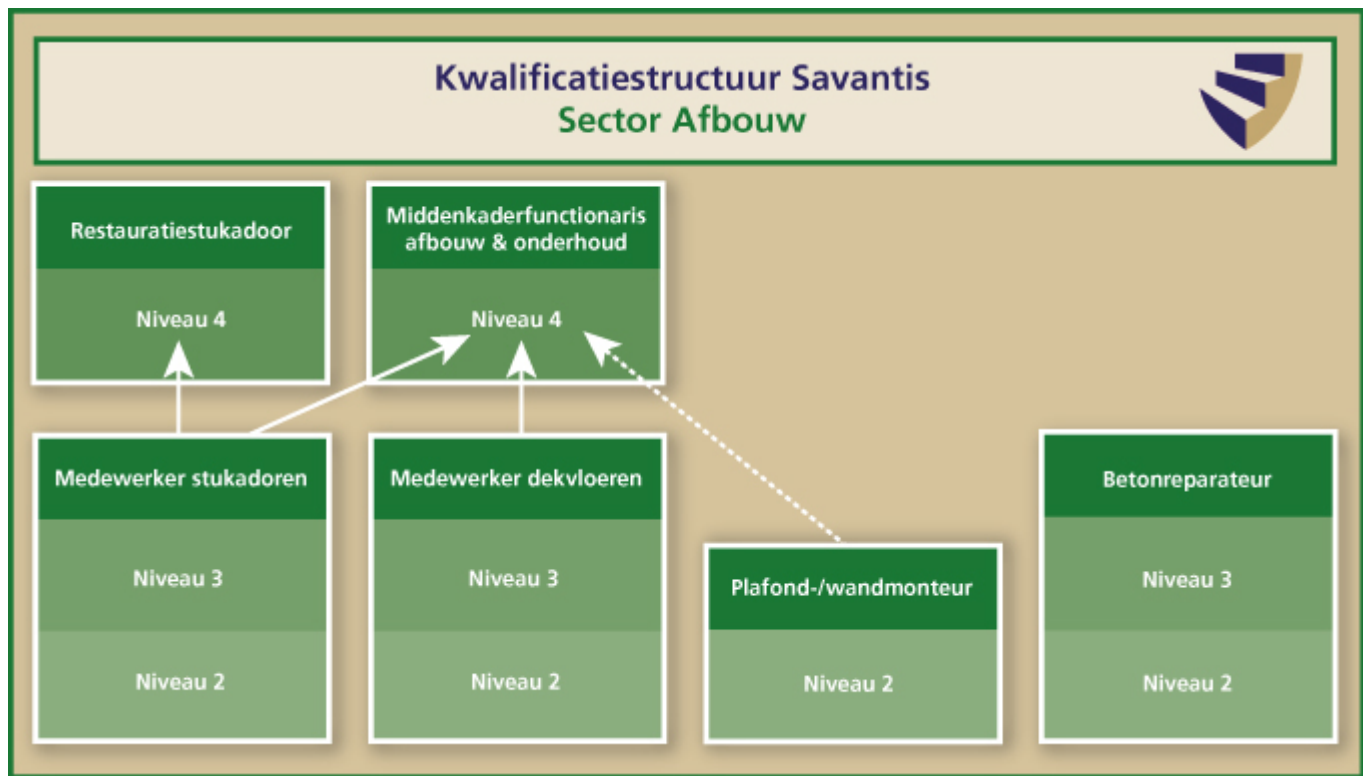 Kwalificatiestructuur Savantis
Sector Afbouw
Restauratiestukadoor
Niveau 4
Middenkaderfunctionaris
afbouw & onderhoud
Niveau 4
Medewerker stukadoren
Niveau 3
Niveau 2
Medewerker dekvloeren
Niveau 3
Niveau 2
Plafond-/wandmonteur
Niveau 2
Betonreparateur
Niveau 3
Niveau 2